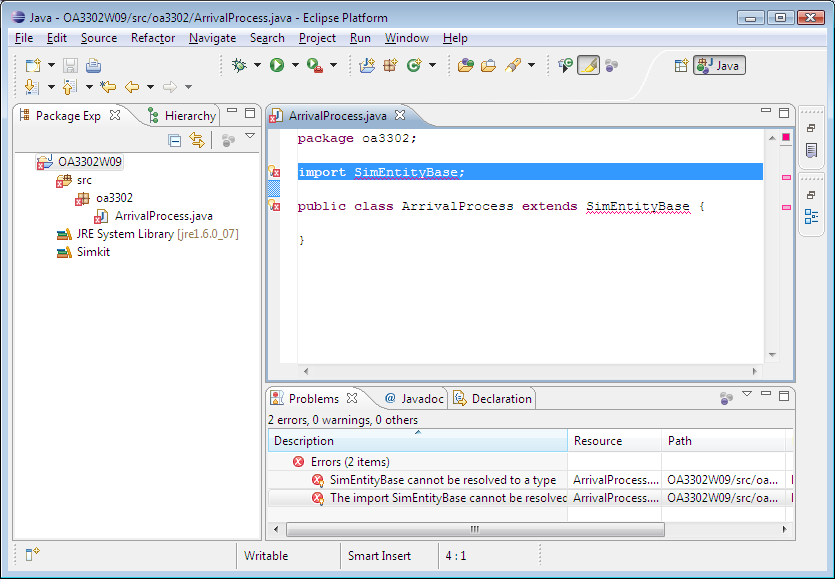 Java - OA3302W09/src/oa3302/ArrivalProcess.java - Eclipse Platform
File Edit Source Refactor Navigate Search Project Run Window Help
Java
Package Exp
Hierarchy
OA3302W09
src
oa3302
ArrivalProcess.java
JRE System Library [jre1.6.0_07]
Simkit
ArrivalProcess.java
package oa3302;
import SimEntityBase;
public class ArrivalProcess extends SimEntityBase {
}
Problems @ Javadoc Declaration
2 errors, 0 warnings, 0 others
Description Resource Path
Errors (2 items)
SimEntityBase cannot be resolved to a type ArrivalProcess.... OA3302W09/src/oa...
The import SimEntityBase cannot be resolved ArrivalProcess.... OA3302W09/src/oa...
Writable Smart Insert 4 : 1